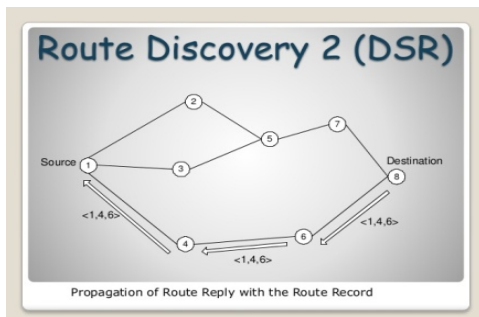 Route Discovery 2 (DSR)
2
7
5
Source 1
3
Destination
8
<1,4,6>
<1,4,6>
6
4
<1,4,6>
Propagation of Route Reply with the Route Record